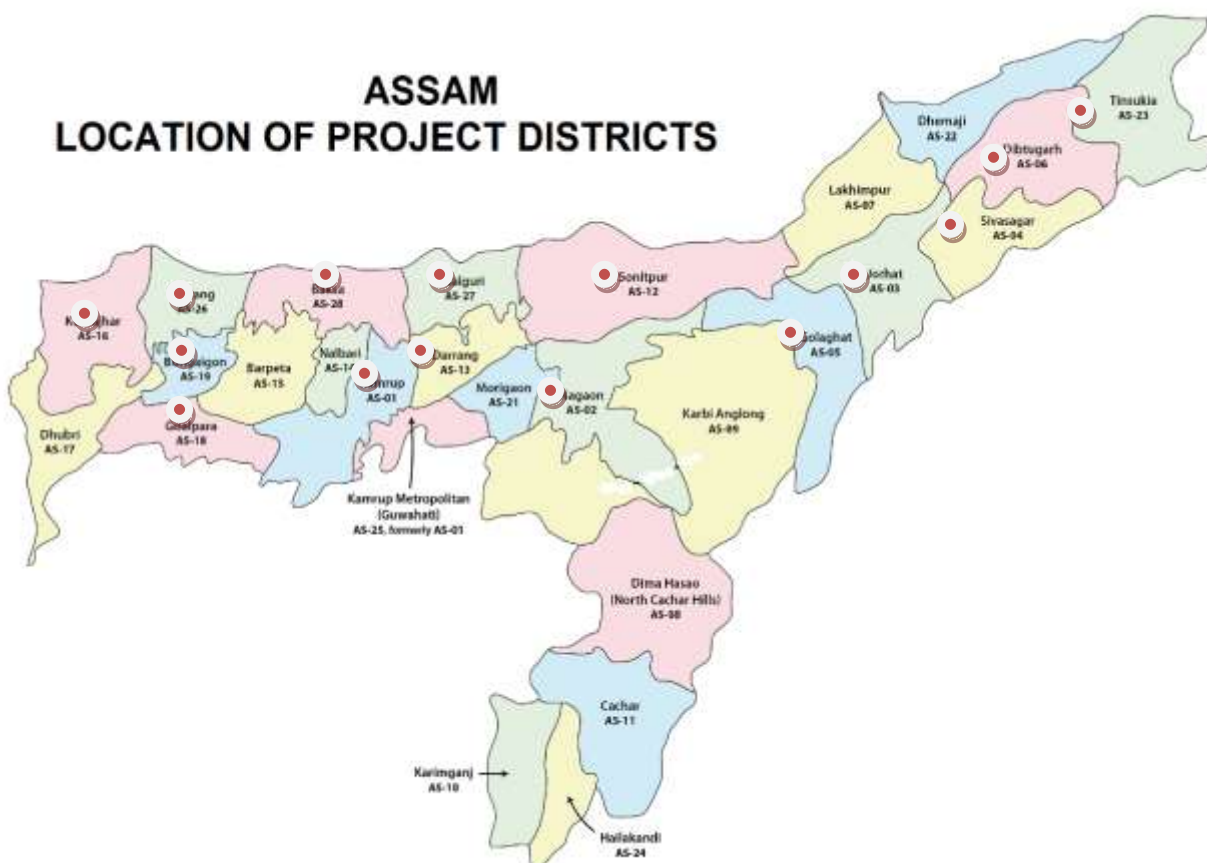 ASSAM
LOCATION OF PROJECT DISTRICTS
Tinsukia
AS-23
Dhemaji
AS-22
Dibtugarh
AS-06
Lakhimpur
AS-07
Sivasagar
AS-04
Jorhat
AS-03
Sonitpur
AS-12
AS-27
AS-28
AS-26
AS-16
AS-05
Darrang
AS-13
Nalbari
Barpeta
AS-15
AS-19
AS-01
Morigaon
AS-21
AS-02
Karbi Anglong
AS-09
Dhubri
AS-17
AS-18
Kamrup Metropolitan
(Guwahati)
AS-25, formerly AS-01
Dima Hasao
(North Cachar Hills)
AS-08
Cachar
AS-11
Karimganj
AS-10
Hailakandi
AS-24